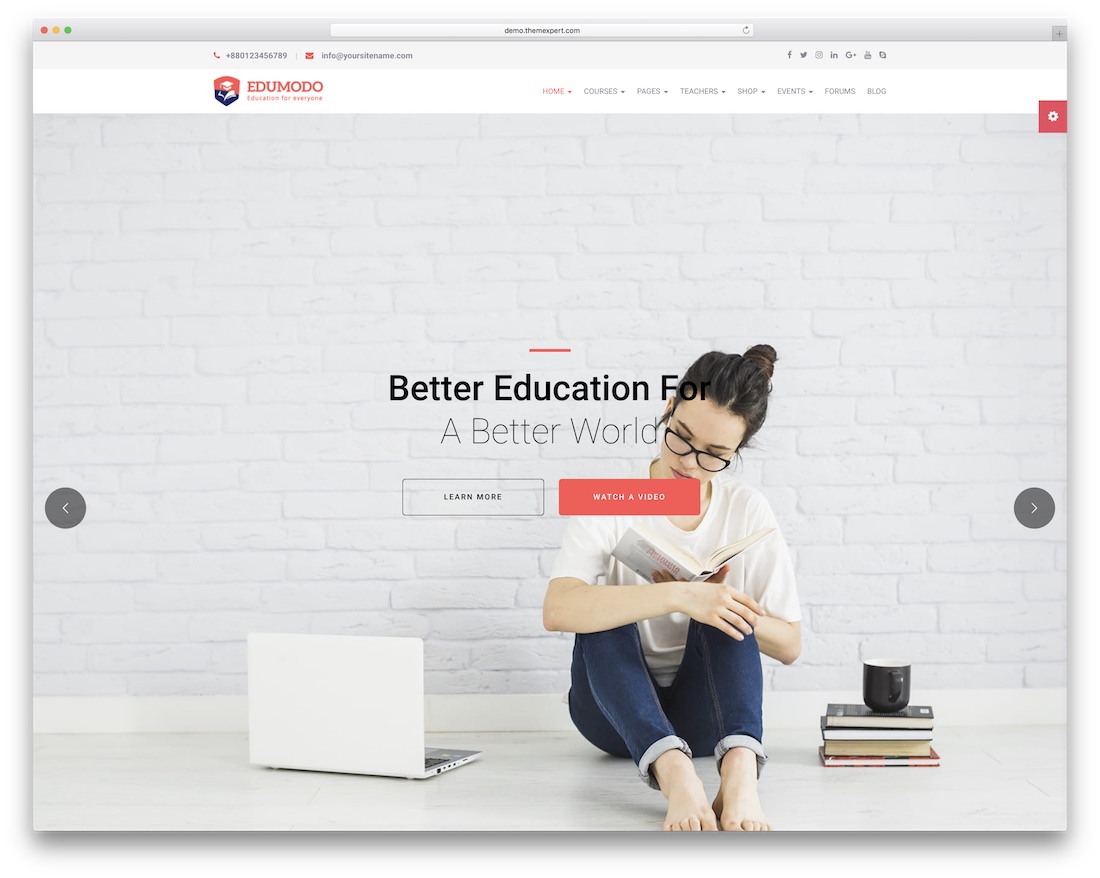 demo.themexpert.com
+880123456789 | info@yoursitename.com
EDUMODO
Education for everyone
HOME COURSES PAGES TEACHERS SHOP EVENTS FORUMS BLOG
Better Education For
A Better World
LEARN MORE
WATCH A VIDEO